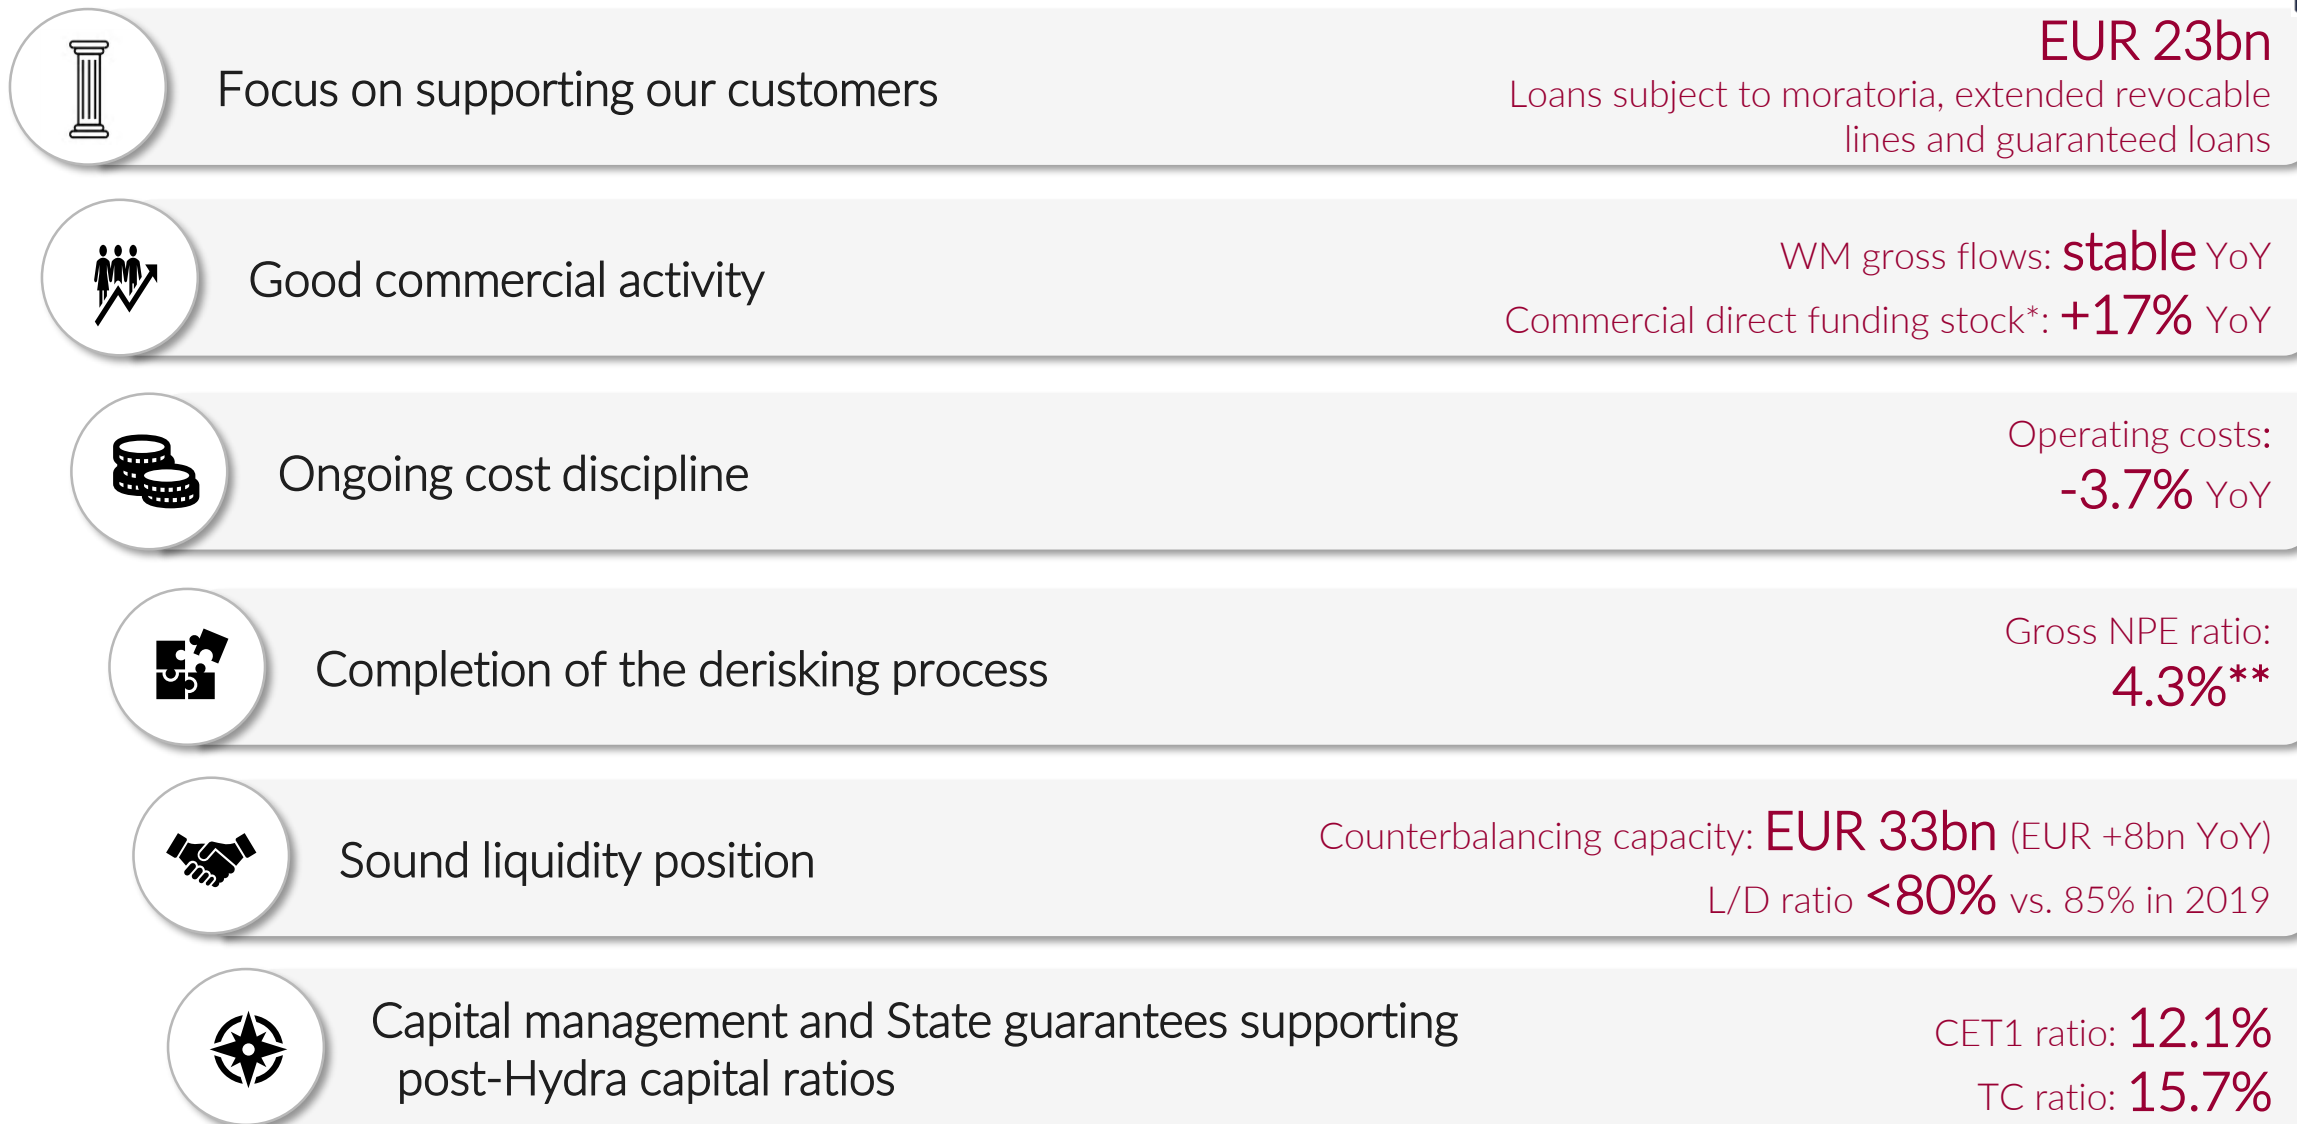 Focus on supporting our customers
EUR 23bn
Loans subject to moratoria, extended revocable
lines and guaranteed loans
Good commercial activity
WM gross flows: stable YoY
Commercial direct funding stock*: +17% YoY
Ongoing cost discipline
Operating costs:
-3.7% YoY
Completion of the derisking process
Gross NPE ratio:
4.3%**
Sound liquidity position
Counterbalancing capacity: EUR 33bn (EUR +8bn YoY)
L/D ratio <80% vs. 85% in 2019
Capital management and State guarantees supporting
post-Hydra capital ratios
CET1 ratio: 12.1%
TC ratio: 15.7%